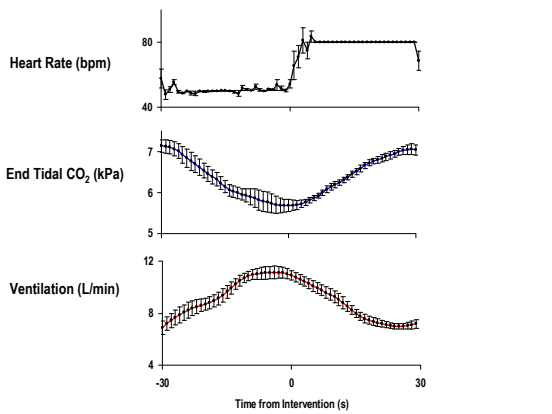 Heart Rate (bpm)
80
40
End Tidal CO₂ (kPa)
7
6
5
Ventilation (L/min)
12
8
4
-30 0 30
Time from Intervention (s)